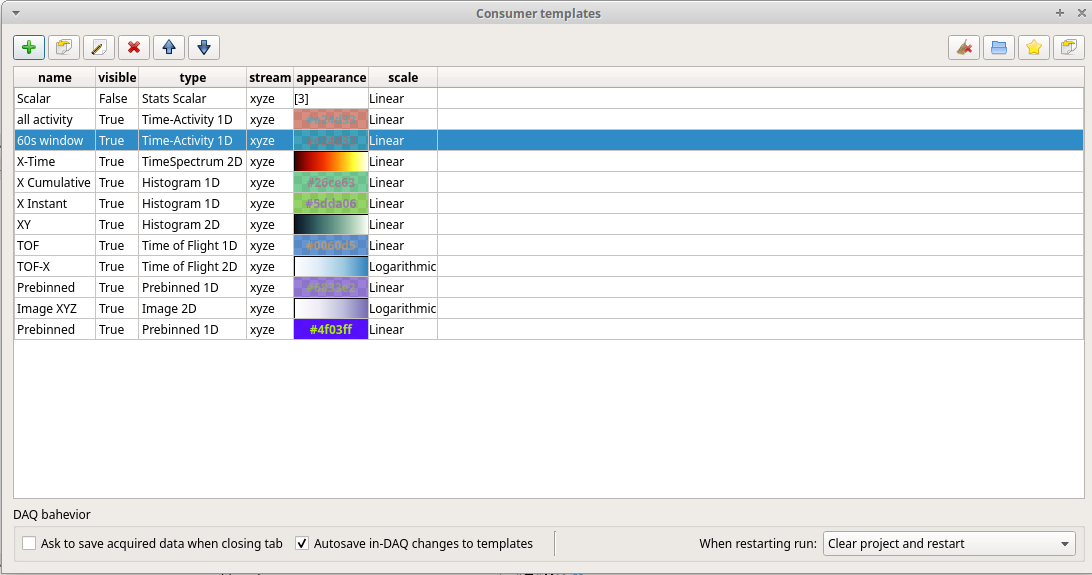 Consumer templates
name visible type stream appearance scale
Scalar False Stats Scalar xyze [3] Linear
all activity True Time-Activity 1D xyze Linear
60s window True Time-Activity 1D xyze Linear
X-Time True TimeSpectrum 2D xyze Linear
X Cumulative True Histogram 1D xyze #26ce63 Linear
X Instant True Histogram 1D xyze #5dda06 Linear
XY True Histogram 2D xyze Linear
TOF True Time of Flight 1D xyze #0060d5 Linear
TOF-X True Time of Flight 2D xyze Logarithmic
Prebinned True Prebinned 1D xyze Linear
Image XYZ True Image 2D xyze Logarithmic
Prebinned True Prebinned 1D xyze #4f03ff Linear
DAQ bahevior
Ask to save acquired data when closing tab Autosave in-DAQ changes to templates When restarting run: Clear project and restart